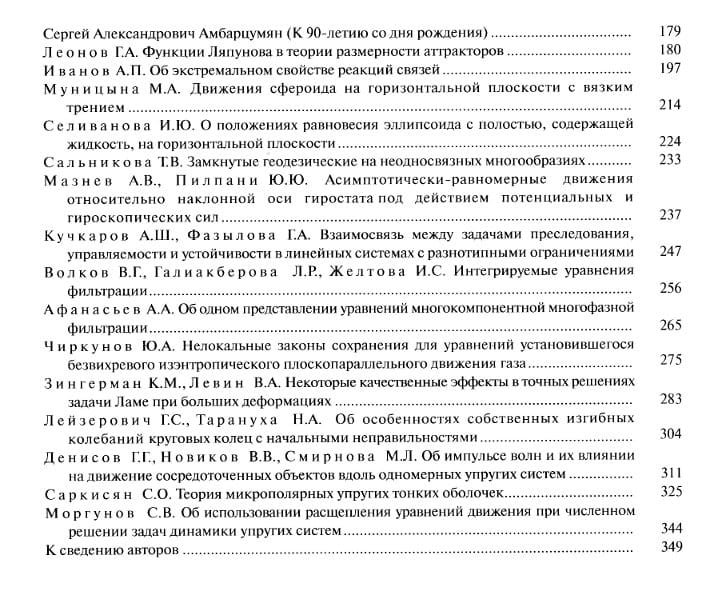 Сергей Александрович Амбарцумян (К 90-летию со дня рождения) 179
Леонов Г.А. Функции Ляпунова в теории размерности аттракторов 180
Иванов А.П. Об экстремальном свойстве реакций связей 197
Муницына М.А. Движения сфероида на горизонтальной плоскости с вязким
трением 214
Селиванова И.Ю. О положениях равновесия эллипсоида с полостью, содержащей
жидкость, на горизонтальной плоскости 224
Сальникова Т.В. Замкнутые геодезические на неодносвязных многообразиях 233
Мазнев А.В., Пилпани Ю.Ю. Асимптотически-равномерные движения
относительно наклонной оси гиростата под действием потенциальных и
гироскопических сил 237
Кучкаров А.Ш., Фазылова Г.А. Взаимосвязь между задачами преследования,
управляемости и устойчивости в линейных системах с разнотипными ограничениями 247
Волков В.Г., Галиакберова Л.Р., Желтова И.С. Интегрируемые уравнения
фильтрации 256
Афанасьев А.А. Об одном представлении уравнений многокомпонентной многофазной
фильтрации 265
Чиркунов Ю.А. Нелокальные законы сохранения для уравнений установившегося
безвихревого изэнтропического плоскопараллельного движения газа 275
Зингерман К.М., Левин В.А. Некоторые качественные эффекты в точных решениях
задачи Ламе при больших деформациях 283
Лейзерович Г.С., Тарануха Н.А. Об особенностях собственных изгибных
колебаний круговых колец с начальными неправильностями 304
Денисов Г.Г., Новиков В.В., Смирнова М.Л. Об импульсе волн и их влиянии
на движение сосредоточенных объектов вдоль одномерных упругих систем 311
Саркисян С.О. Теория микрополярных упругих тонких оболочек 325
Моргунов С.В. Об использовании расщепления уравнений движения при численном
решении задач динамики упругих систем 344
К сведению авторов 349